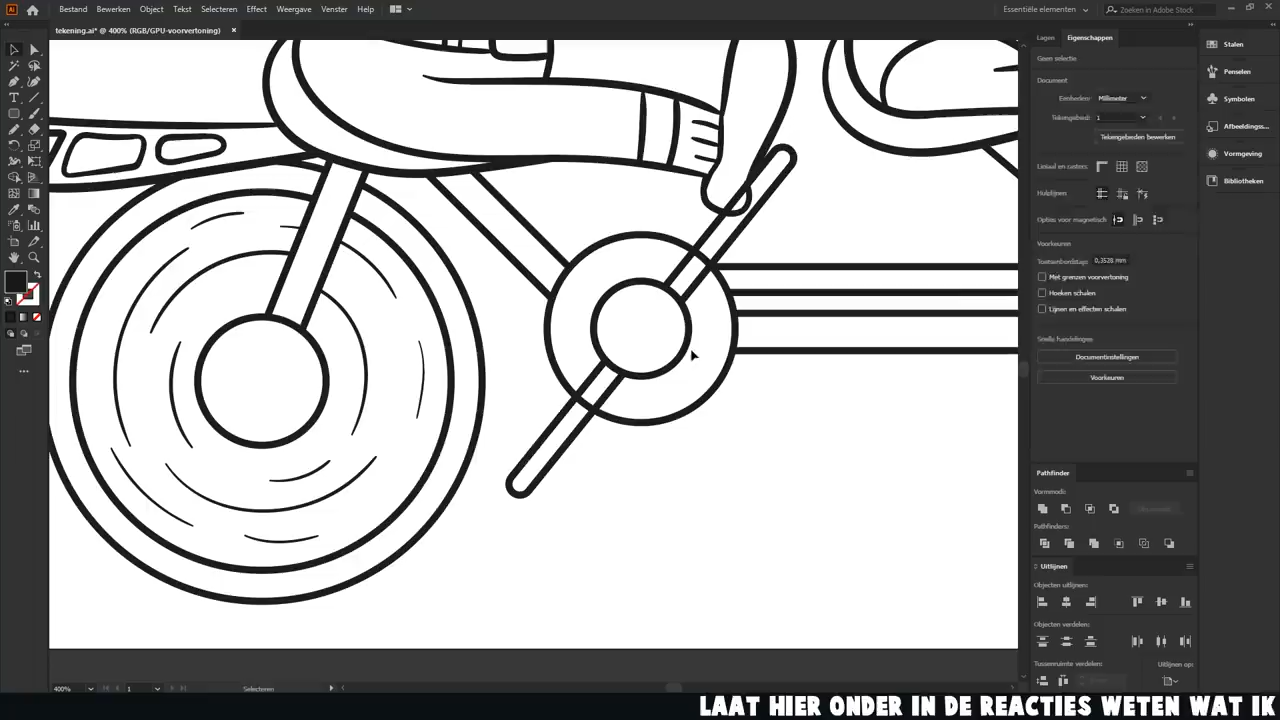 Bestand Bewerken Object Tekst Selecteren Effect Weergave Venster Help
Essentiële elementen
Zoeken in Adobe Stock
tekening.ai* @ 400% (RGB/GPU-voorvertoning)
Lagen Eigenschappen
Geen selectie
Document
Eenheden: Millimeter
Tekengebied: 1
Tekengebieden bewerken
Liniaal en rasters:
Hulplijnen:
Opties voor magnetisch
Voorkeuren
Toetsenbordstap: 0,3528 mm
Met grenzen voorvertoning
Hoeken schalen
Lijnen en effecten schalen
Snelle handelingen
Documentinstellingen
Voorkeuren
Pathfinder
Vormmodi:
Pathfinders:
Uitlijnen
Objecten uitlijnen:
Objecten verdelen:
Tussenruimte verdelen: Uitlijnen op:
Stalen
Penselen
Symbolen
Afbeeldingss...
Vormgeving
Bibliotheken
400% 1 Selecteren
LAAT HIER ONDER IN DE REACTIES WETEN WAT IK